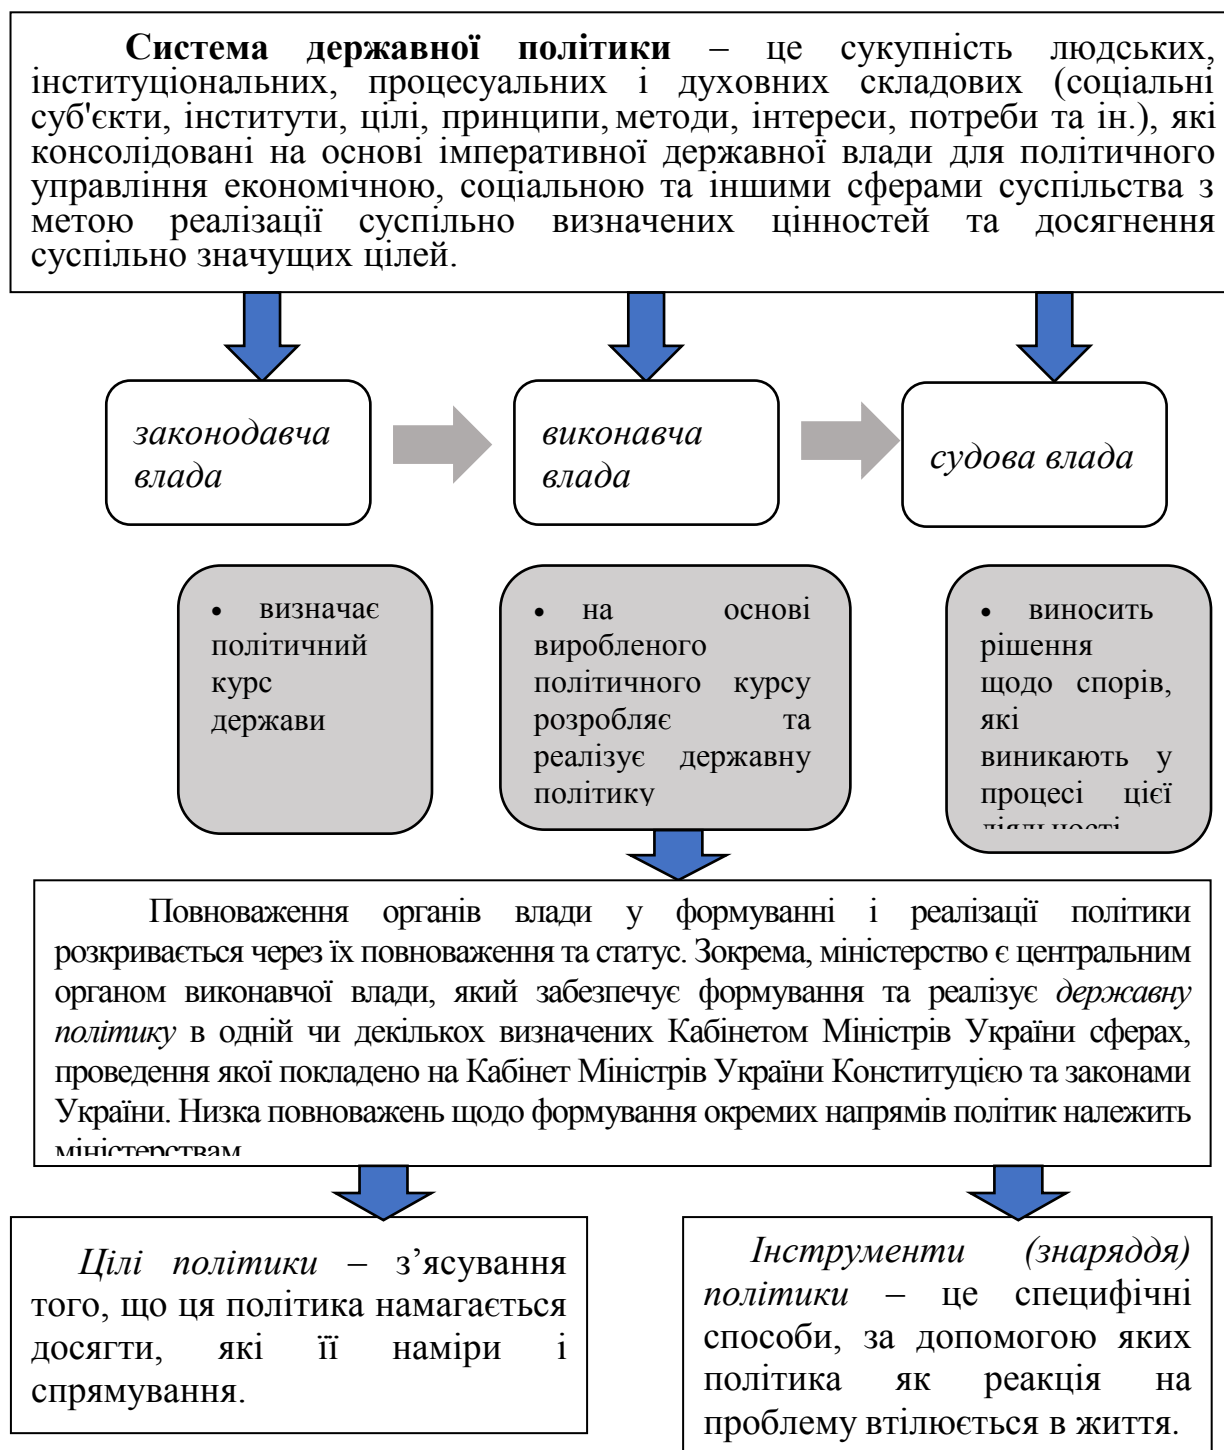 Система державної політики – це сукупність людських,
інституціональних, процесуальних і духовних складових (соціальні
суб'єкти, інститути, цілі, принципи, методи, інтереси, потреби та ін.), які
консолідовані на основі імперативної державної влади для політичного
управління економічною, соціальною та іншими сферами суспільства з
метою реалізації суспільно визначених цінностей та досягнення
суспільно значущих цілей.
законодавча
влада
виконавча
влада
судова влада
• визначає
політичний
курс
держави
• на основі
виробленого
політичного курсу
розробляє та
реалізує державну
політику
• виносить
рішення
щодо спорів,
які
виникають у
процесі цієї
діяльності
Повноваження органів влади у формуванні і реалізації політики
розкривається через їх повноваження та статус. Зокрема, міністерство є центральним
органом виконавчої влади, який забезпечує формування та реалізує державну
політику в одній чи декількох визначених Кабінетом Міністрів України сферах,
проведення якої покладено на Кабінет Міністрів України Конституцією та законами
України. Низка повноважень щодо формування окремих напрямів політик належить
міністерствам
Цілі політики – з’ясування
того, що ця політика намагається
досягти, які її наміри і
спрямування.
Інструменти (знаряддя)
політики – це специфічні
способи, за допомогою яких
політика як реакція на
проблему втілюється в життя.